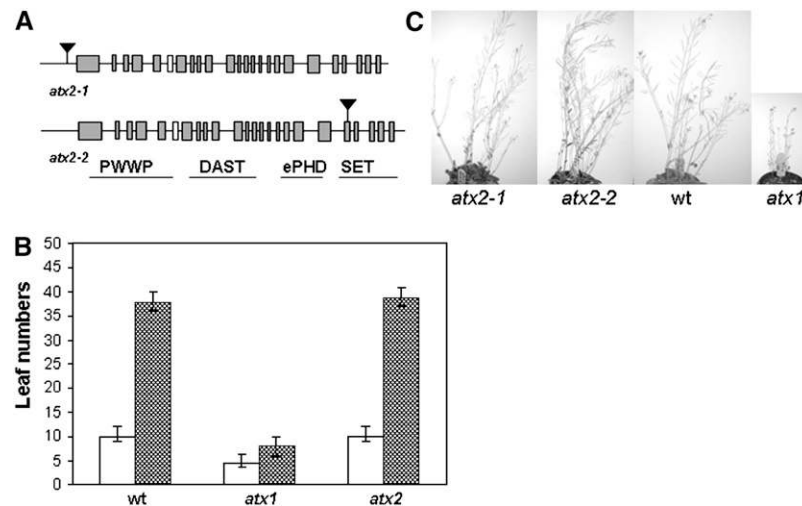 A
atx2-1
atx2-2
PWWP DAST ePHD SET
C
atx2-1 atx2-2 wt atx1
B
Leaf numbers
50
45
40
35
30
25
20
15
10
5
0
wt atx1 atx2